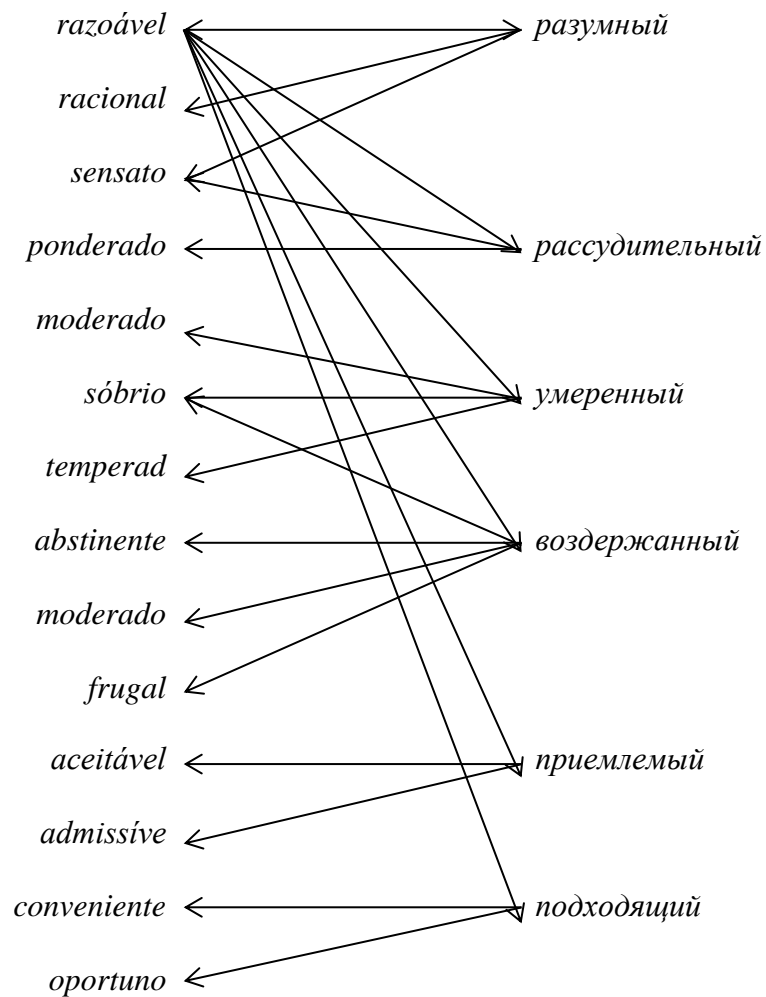 razoável разумный
racional
sensato
ponderado рассудительный
moderado
sóbrio умеренный
temperad
abstinente воздержанный
moderado
frugal
aceitável приемлемый
admissíve
conveniente подходящий
oportuno